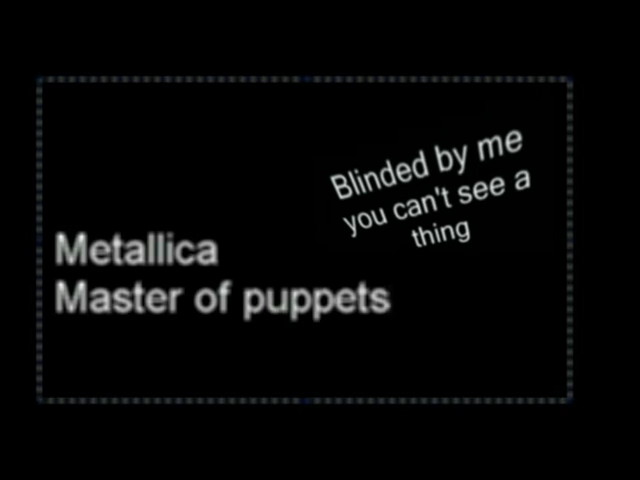 Blinded by me
you can't see a
thing
Metallica
Master of puppets